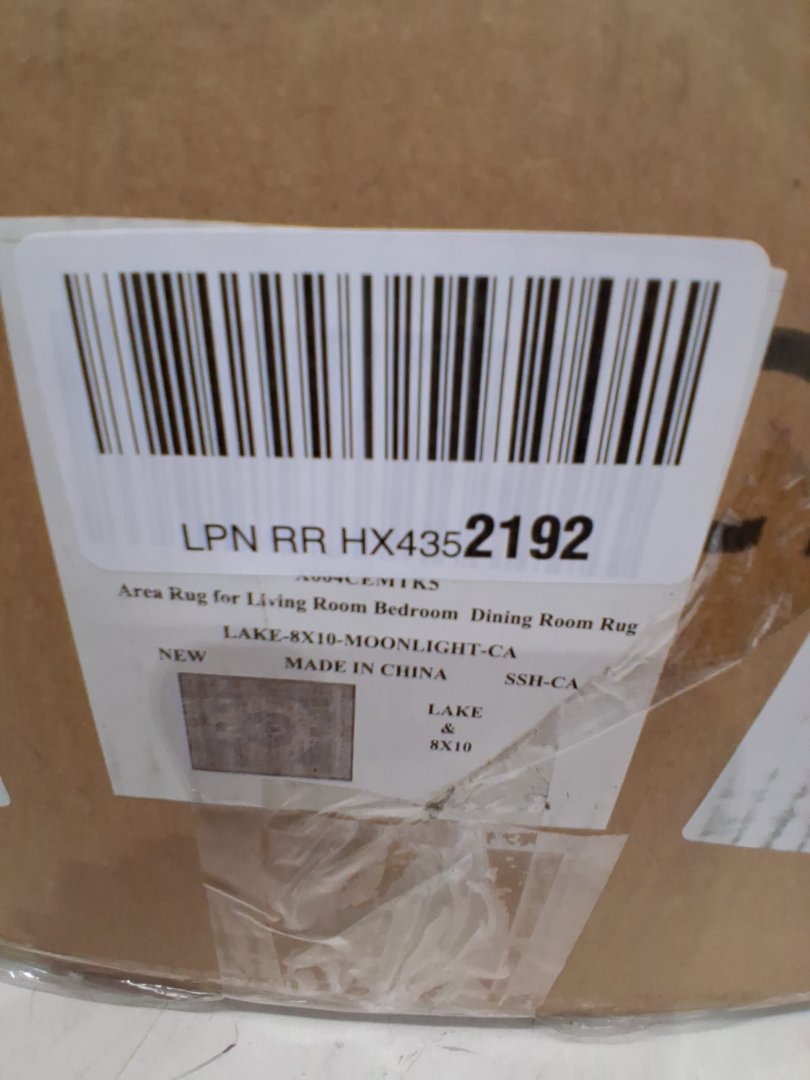 LPN RR HX4352192
Area Rug for Living Room Bedroom Dining Room Rug
LAKE-8X10-MOONLIGHT-CA
NEW MADE IN CHINA SSH-CA
LAKE
&
8X10